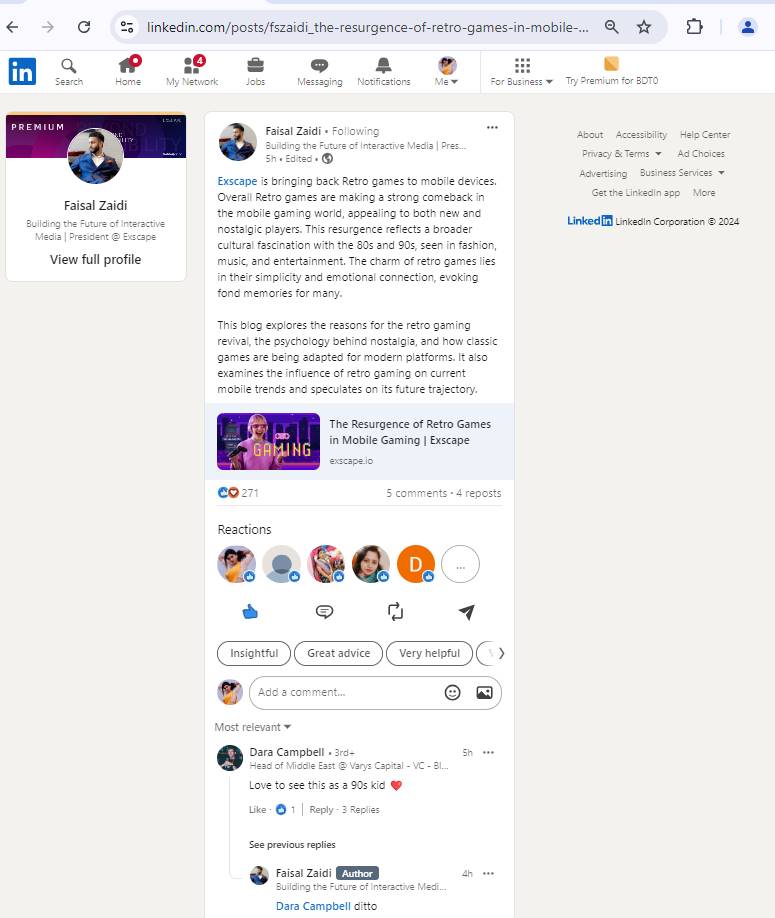 linkedin.com/posts/fszaidi_the-resurgence-of-retro-games-in-mobile-...
in
4
Search
Home
My Network
Jobs
Messaging
Notifications
Me
For Business
Try Premium for BDT0
PREMIUM
Faisal Zaidi
Building the Future of Interactive
Media | President @ Exscape
View full profile
Faisal Zaidi • Following
Building the Future of Interactive Media | Pres...
5h • Edited •
Exscape is bringing back Retro games to mobile devices.
Overall Retro games are making a strong comeback in
the mobile gaming world, appealing to both new and
nostalgic players. This resurgence reflects a broader
cultural fascination with the 80s and 90s, seen in fashion,
music, and entertainment. The charm of retro games lies
in their simplicity and emotional connection, evoking
fond memories for many.
This blog explores the reasons for the retro gaming
revival, the psychology behind nostalgia, and how classic
games are being adapted for modern platforms. It also
examines the influence of retro gaming on current
mobile trends and speculates on its future trajectory.
GAMING
The Resurgence of Retro Games
in Mobile Gaming | Exscape
exscape.io
271
5 comments • 4 reposts
Reactions
D
...
Insightful
Great advice
Very helpful
Add a comment...
Most relevant
Dara Campbell • 3rd+
5h
Head of Middle East @ Varys Capital - VC - Bl...
Love to see this as a 90s kid
Like · 1 | Reply · 3 Replies
See previous replies
Faisal Zaidi Author
4h
Building the Future of Interactive Medi...
Dara Campbell ditto
About Accessibility Help Center
Privacy & Terms Ad Choices
Advertising Business Services
Get the LinkedIn app More
Linkedin LinkedIn Corporation © 2024